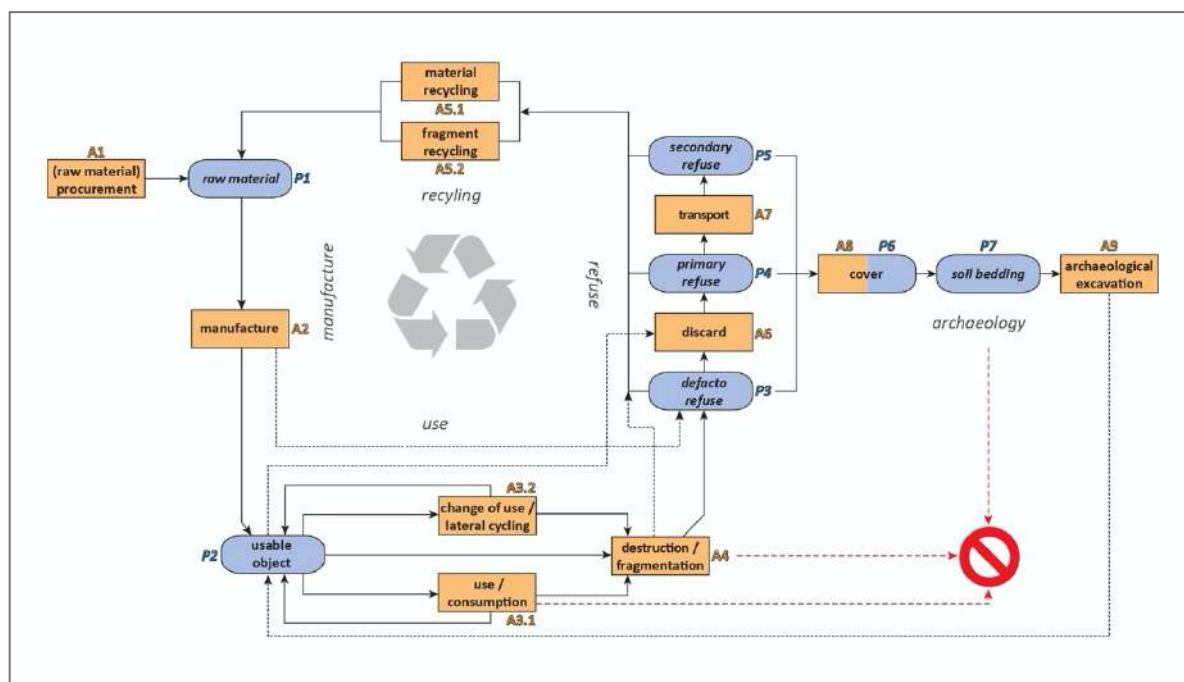 material
recycling
A5.1
fragment
recycling
A5.2
recyling
A1
(raw material)
procurement
raw material
P1
manufacture
A2
manufacture
refuse
use
secondary
refuse
P5
transport
A7
primary
refuse
P4
discard
A6
defacto
refuse
P3
A8
P6
cover
P7
soil bedding
A9
archaeological
excavation
archaeology
A3.2
change of use /
lateral cycling
P2
usable
object
destruction /
fragmentation
A4
use /
consumption
A3.1